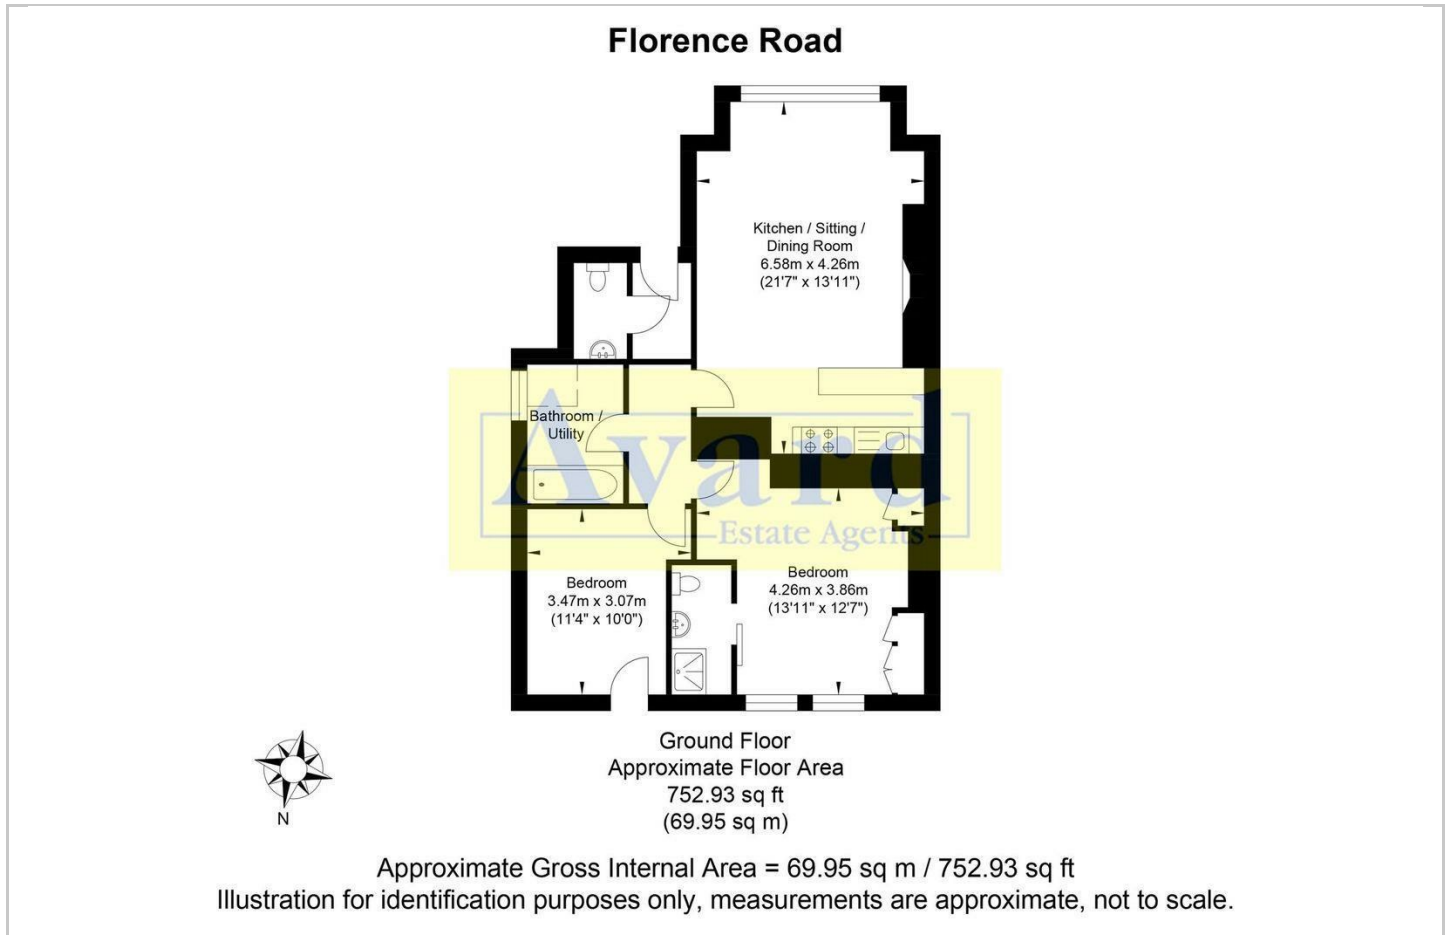 Florence Road
Kitchen / Sitting /
Dining Room
6.58m x 4.26m
(21'7" x 13'11")
Bathroom /
Utility
Avard
Estate Agents
Bedroom
3.47m x 3.07m
(11'4" x 10'0")
Bedroom
4.26m x 3.86m
(13'11" x 12'7")
N
Ground Floor
Approximate Floor Area
752.93 sq ft
(69.95 sq m)
Approximate Gross Internal Area = 69.95 sq m / 752.93 sq ft
Illustration for identification purposes only, measurements are approximate, not to scale.